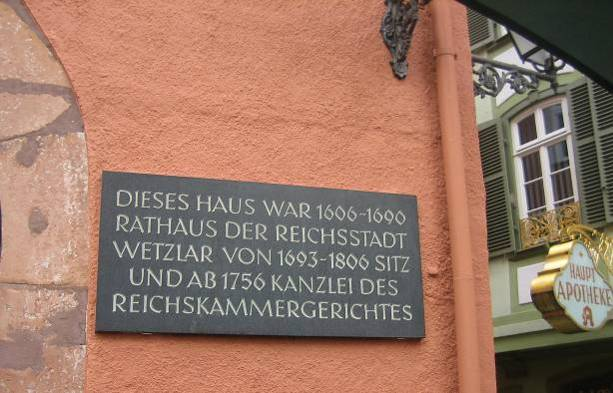 DIESES HAUS WAR 1606-1690
RATHAUS DER REICHSSTADT
WETZLAR VON 1693-1806 SITZ
UND AB 1756 KANZLEI DES
REICHSKAMMERGERICHTES
HAUPT
APOTHEKE